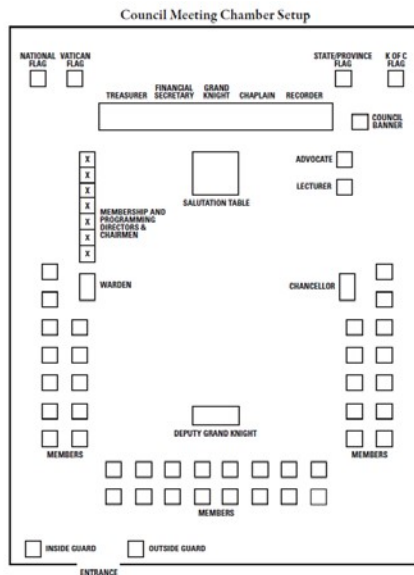 Council Meeting Chamber Setup
NATIONAL
FLAG
VATICAN
FLAG
STATE/PROVINCE
FLAG
K OF C
FLAG
TREASURER
FINANCIAL
SECRETARY
GRAND
KNIGHT
CHAPLAIN
RECORDER
COUNCIL
BANNER
X
X
X
X
X
X
X
MEMBERSHIP AND
PROGRAMMING
DIRECTORS &
CHAIRMEN
SALUTATION TABLE
ADVOCATE
LECTURER
WARDEN
CHANCELLOR
DEPUTY GRAND KNIGHT
MEMBERS
MEMBERS
MEMBERS
INSIDE GUARD
OUTSIDE GUARD
ENTRANCE